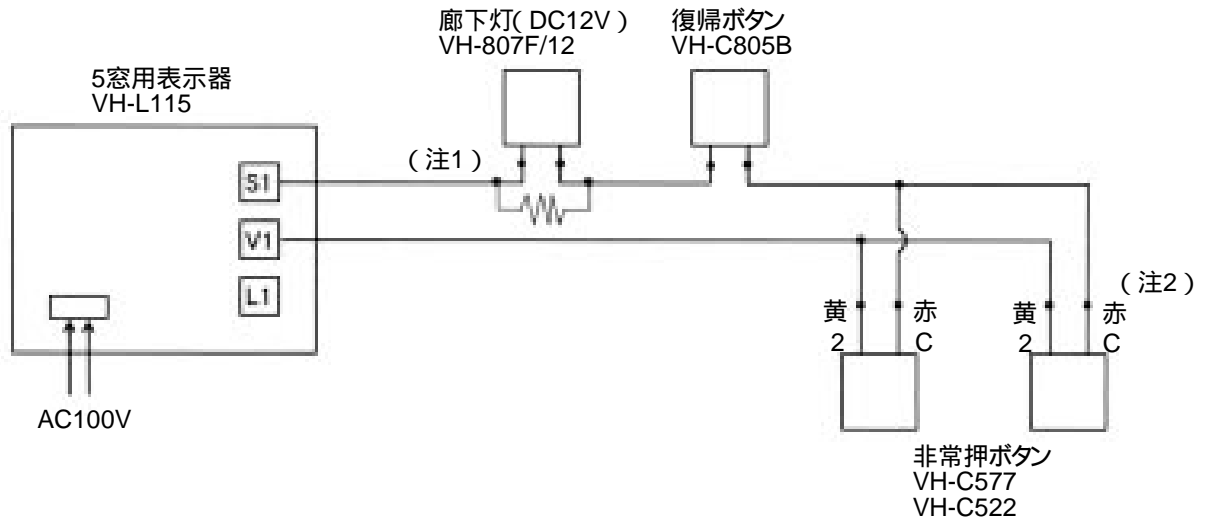 廊下灯( DC12V )
VH-807F/12
復帰ボタン
VH-C805B
5窓用表示器
VH-L115
(注1)
S1
V1
L1
(注2)
黄
2
赤
C
黄
2
赤
C
AC100V
非常押ボタン
VH-C577
VH-C522